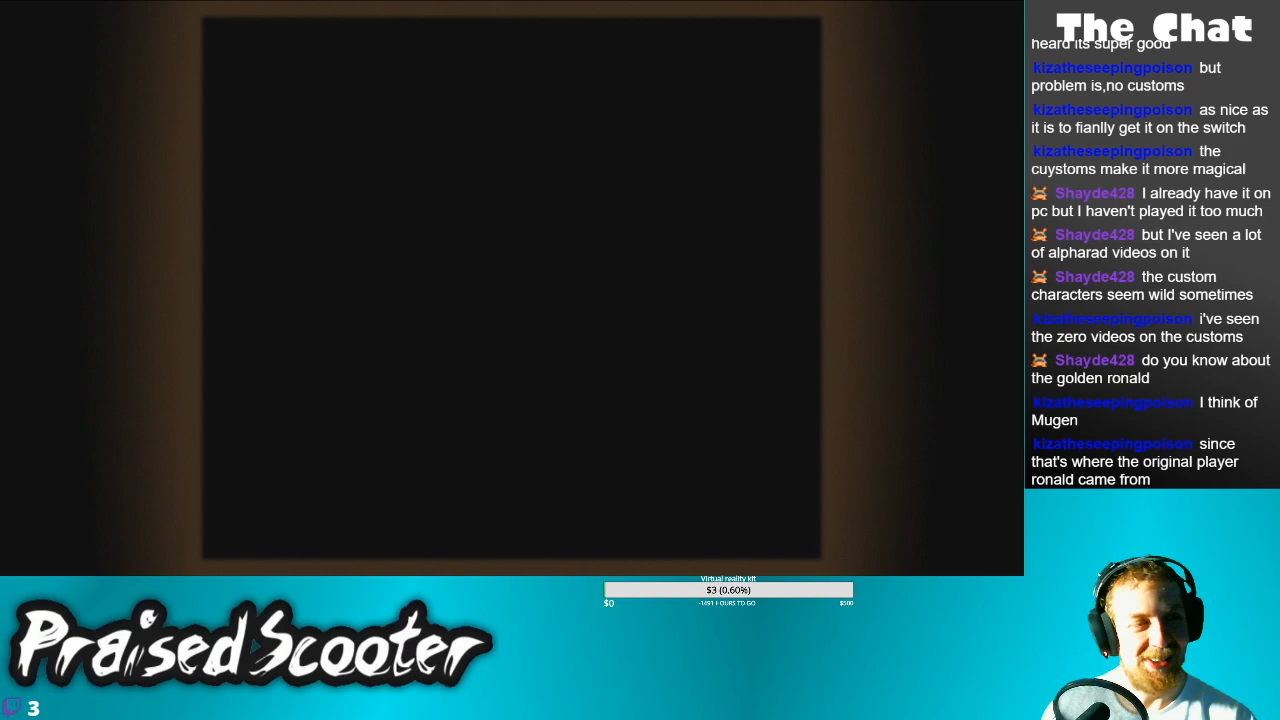 The Chat
heard its super good
kizatheseepingpoison but
problem is,no customs
kizatheseepingpoison as nice as
it is to fianlly get it on the switch
kizatheseepingpoison the
cuystoms make it more magical
Shayde428 I already have it on
pc but I haven't played it too much
Shayde428 but I've seen a lot
of alpharad videos on it
Shayde428 the custom
characters seem wild sometimes
kizatheseepingpoison i've seen
the zero videos on the customs
Shayde428 do you know about
the golden ronald
kizatheseepingpoison I think of
Mugen
kizatheseepingpoison since
that's where the original player
ronald came from
Virtual reality kit
$3 (0.60%)
$0 -1491 HOURS TO GO $500
PraisedScooter
3